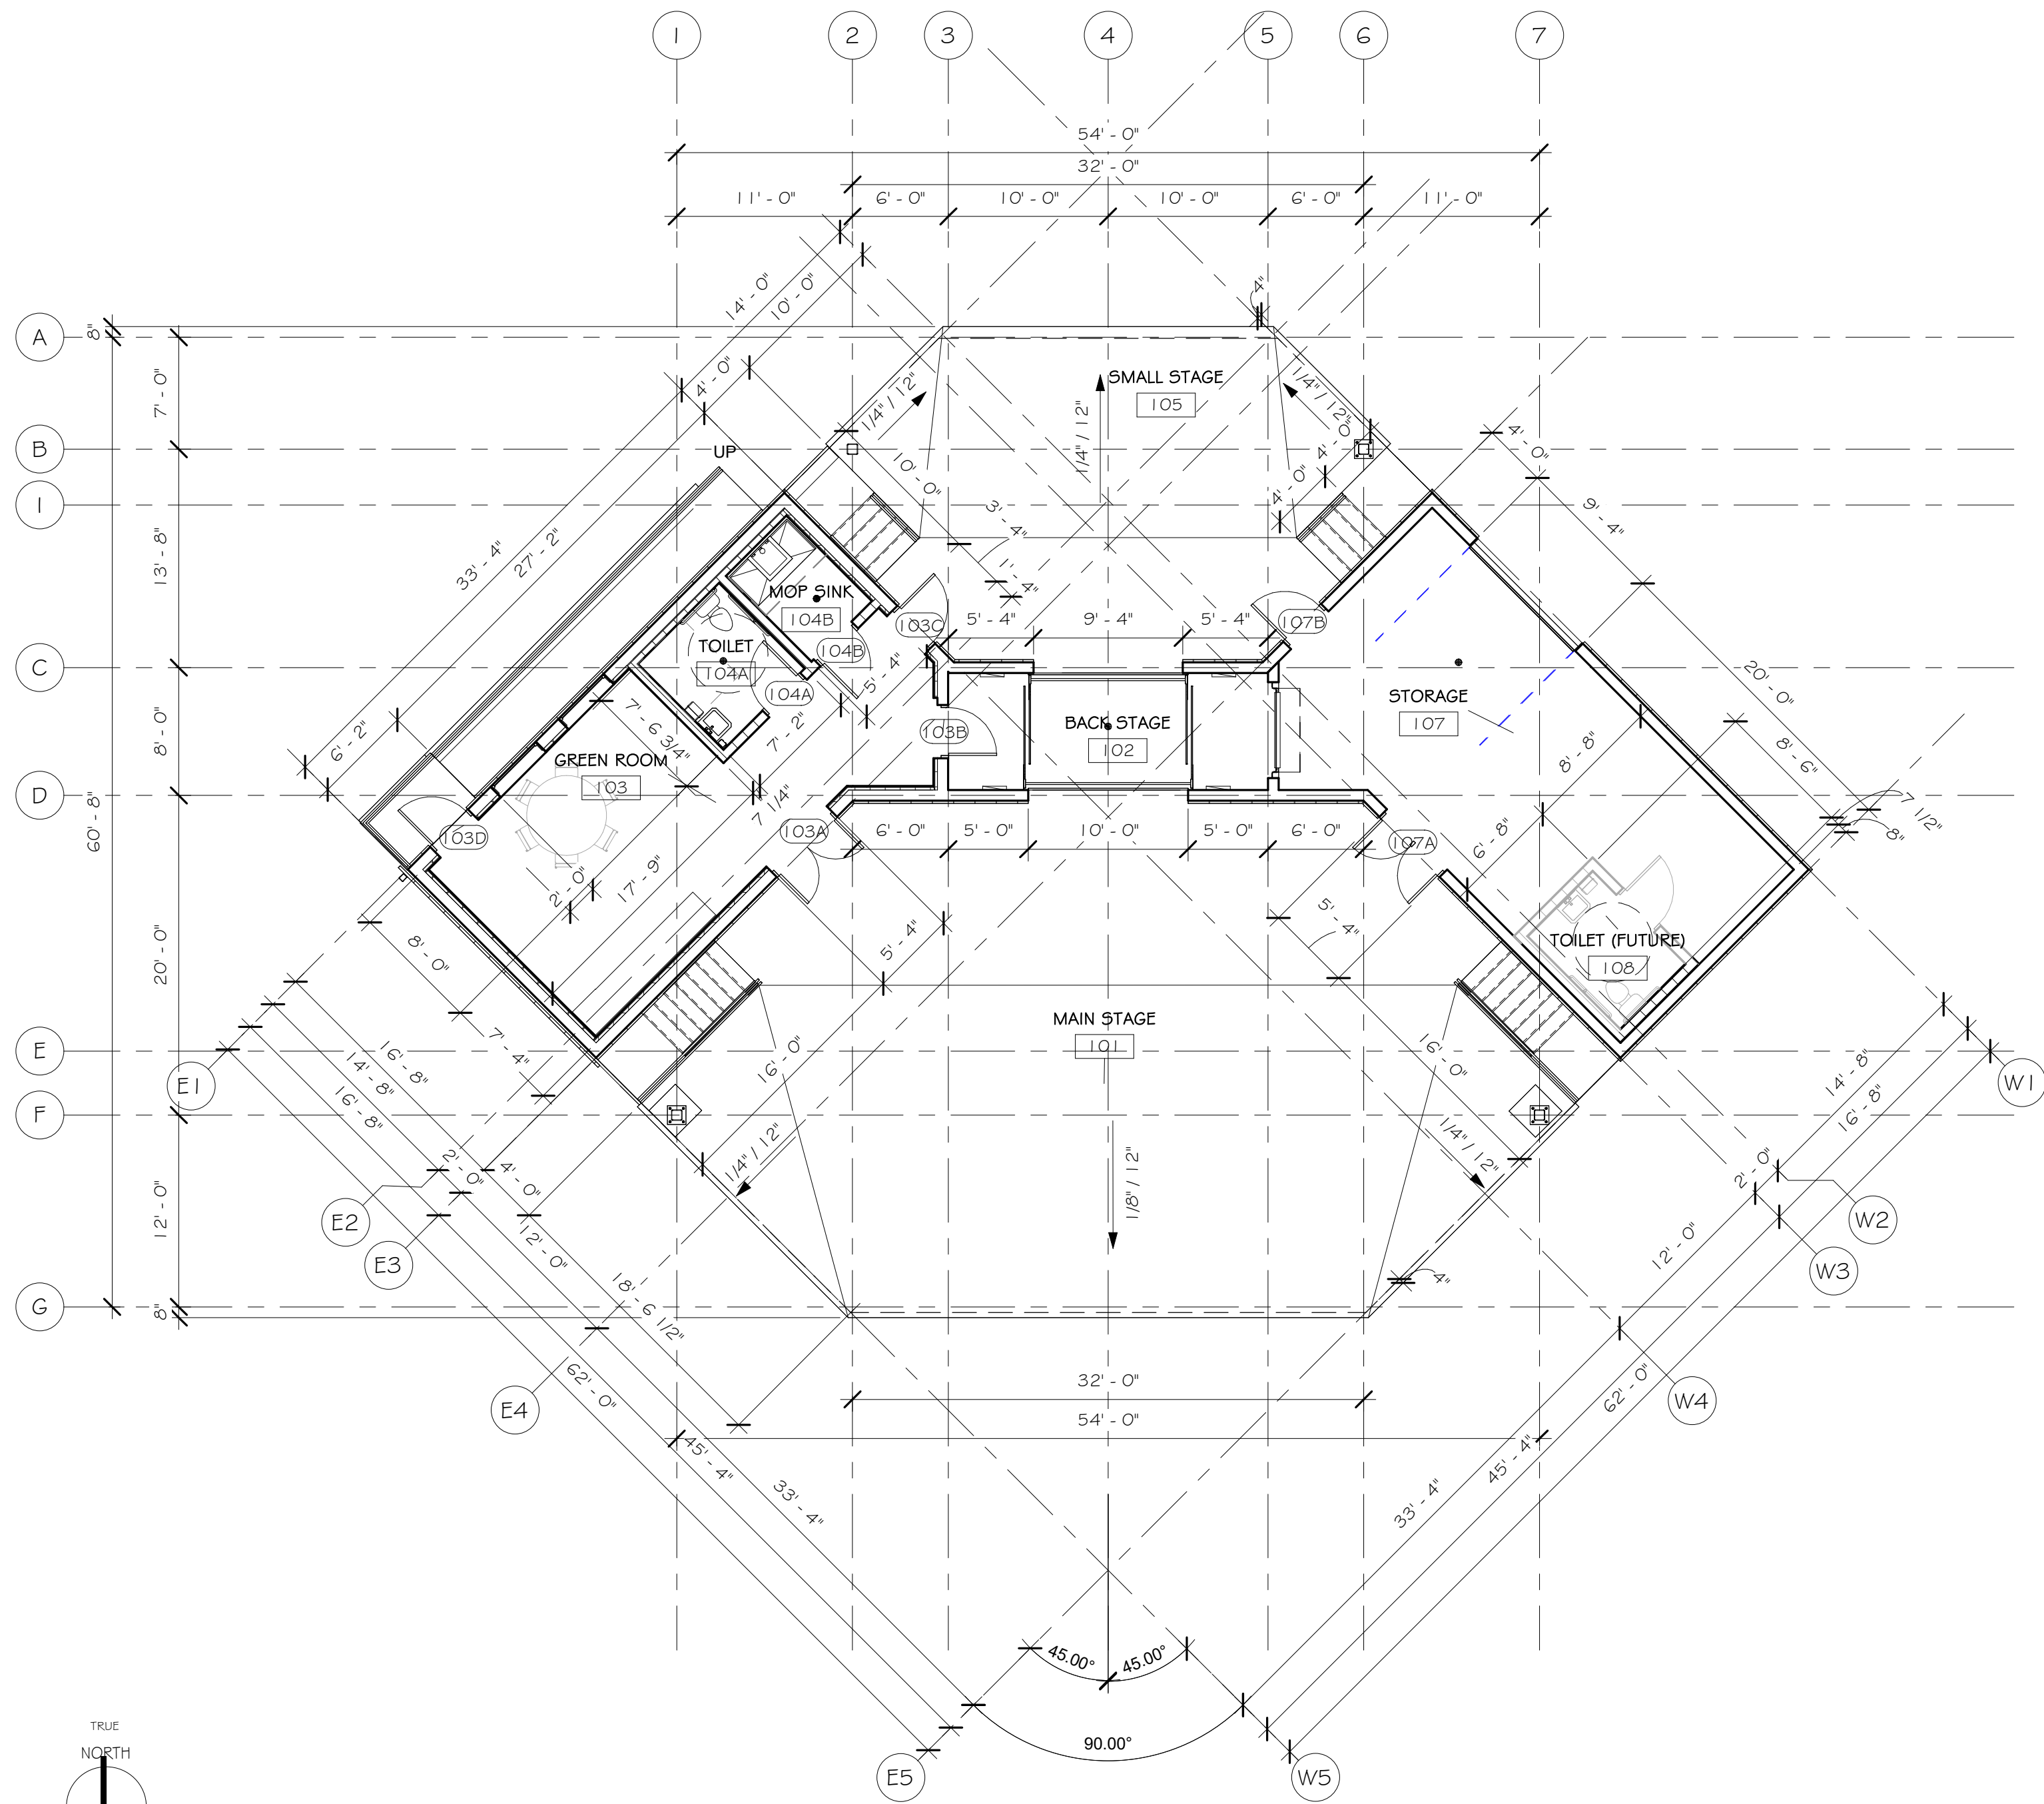 1
2
3
4
5
6
7
54' - 0"
32' - 0"
11' - 0"
6' - 0"
10' - 0"
10' - 0"
6' - 0"
11' - 0"
A
8"
14' - 0"
10' - 0"
4"
7' - 0"
4' - 0"
1/4" / 12"
SMALL STAGE
105
1/4" / 12"
1/4" / 12"
B
UP
10' - 0"
4' - 0"
4' - 0"
4' - 0"
I
3' - 4"
9' - 4"
33' - 4"
27' - 2"
13' - 8"
1' - 4"
MOP SINK
104B
103C
5' - 4"
9' - 4"
5' - 4"
107B
TOILET
104A
104B
C
104A
5' - 4"
STORAGE
107
20' - 0"
8' - 0"
6' - 2"
7' - 6 3/4"
7' - 2"
103B
BACK STAGE
102
8' - 8"
8' - 6"
GREEN ROOM
103
D
60' - 8"
7 1/4"
7 1/2"
8"
103D
103A
6' - 0"
5' - 0"
10' - 0"
5' - 0"
6' - 0"
107A
6' - 8"
2' - 0"
17' - 9"
20' - 0"
8' - 0"
5' - 4"
5' - 4"
TOILET (FUTURE)
108
MAIN STAGE
101
E
7' - 4"
16' - 8"
14' - 8"
16' - 8"
16' - 0"
16' - 0"
14' - 8"
16' - 8"
E1
W1
F
2' - 0"
4' - 0"
1/4" / 12"
1/8" / 12"
1/4" / 12"
2' - 0"
12' - 0"
E2
E3
W2
W3
12' - 0"
12' - 0"
4"
G
8"
18' - 6 1/2"
62' - 0"
32' - 0"
54' - 0"
62' - 0"
E4
W4
45' - 4"
33' - 4"
33' - 4"
45' - 4"
45.00°
45.00°
90.00°
E5
W5
TRUE
NORTH